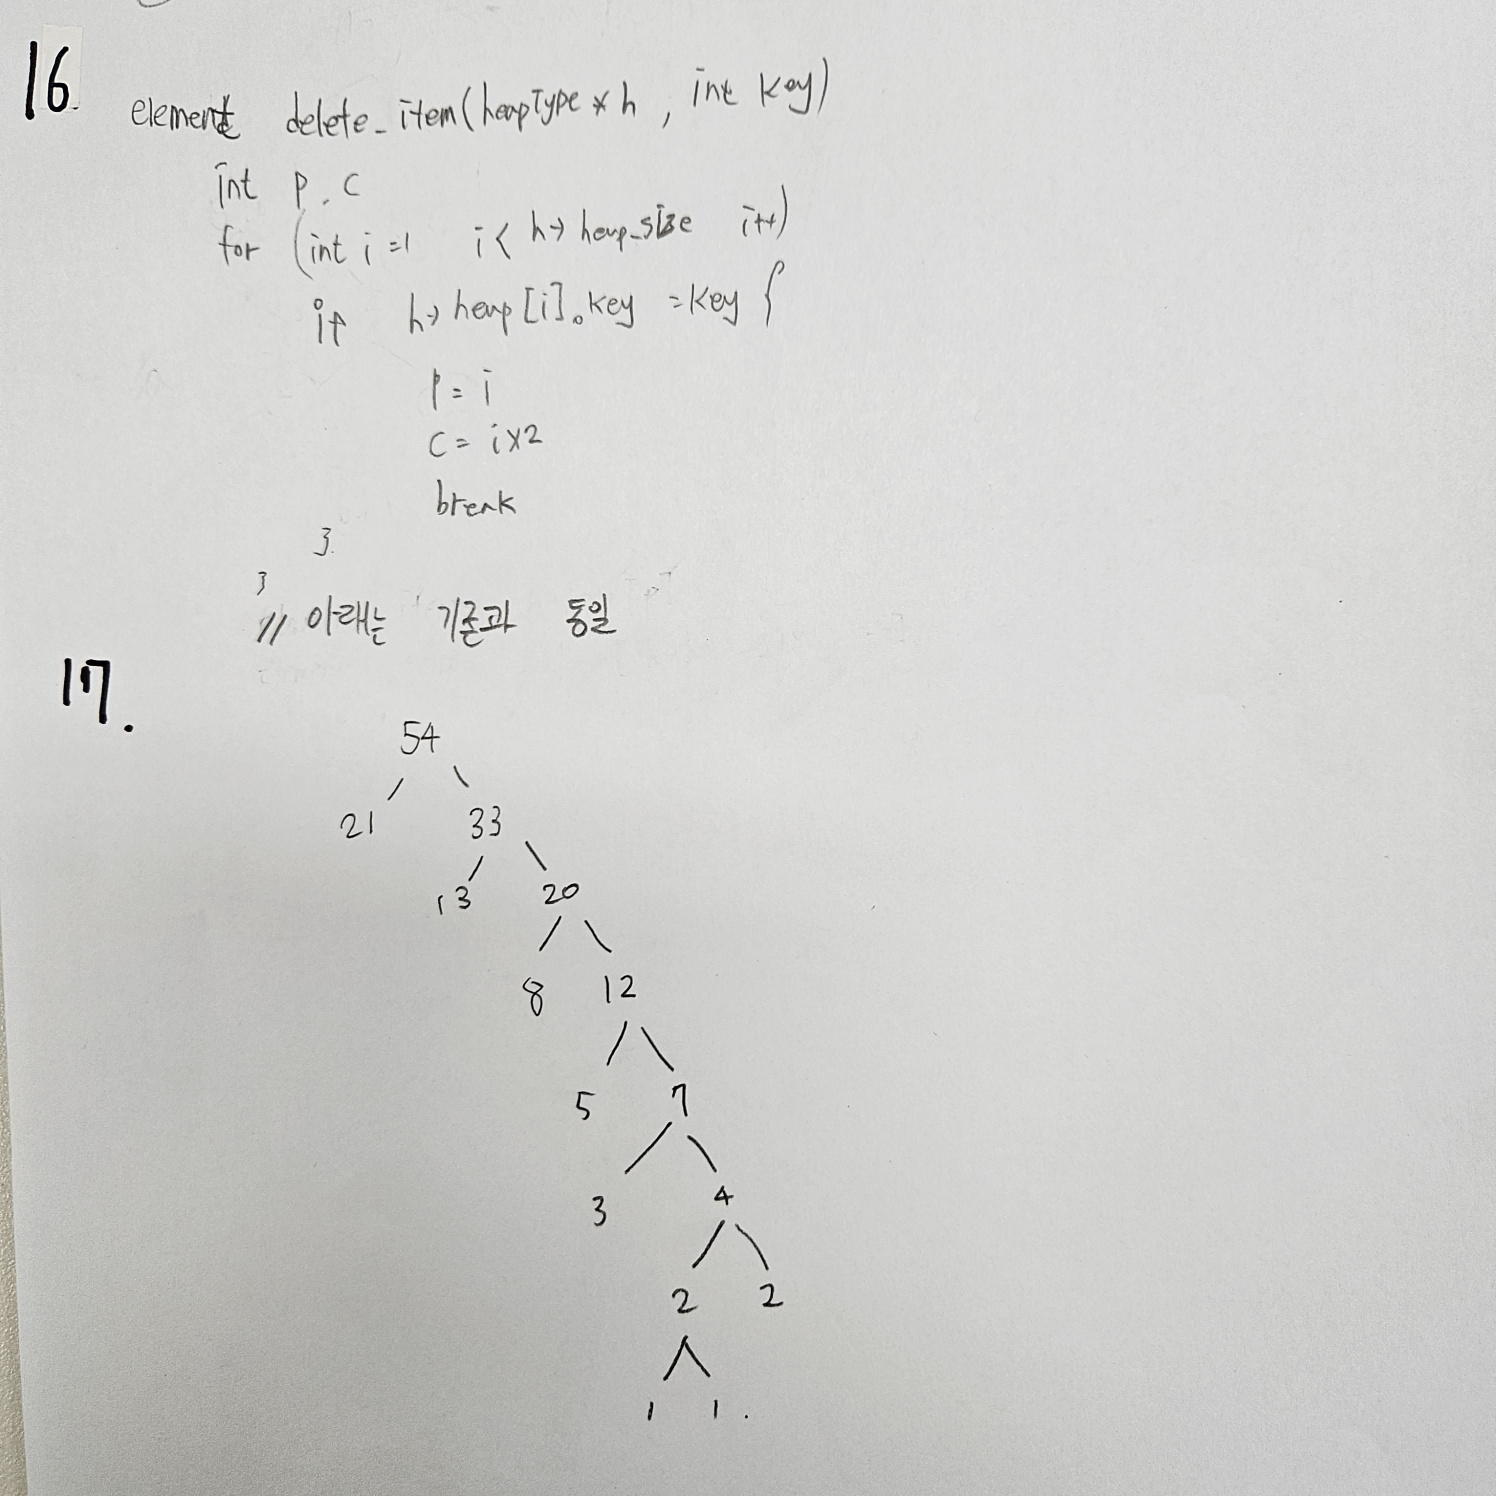 16
element delete_item(heapType * h , int key)
int p, c
for (int i=1 i< h→ heap_size i++)
if h→ heap[i].key =key {
p= i
c= i×2
break
}
}
// 아래는 기존과 동일
17.
54
21 33
13 20
8 12
5 7
3 4
2 2
1 1